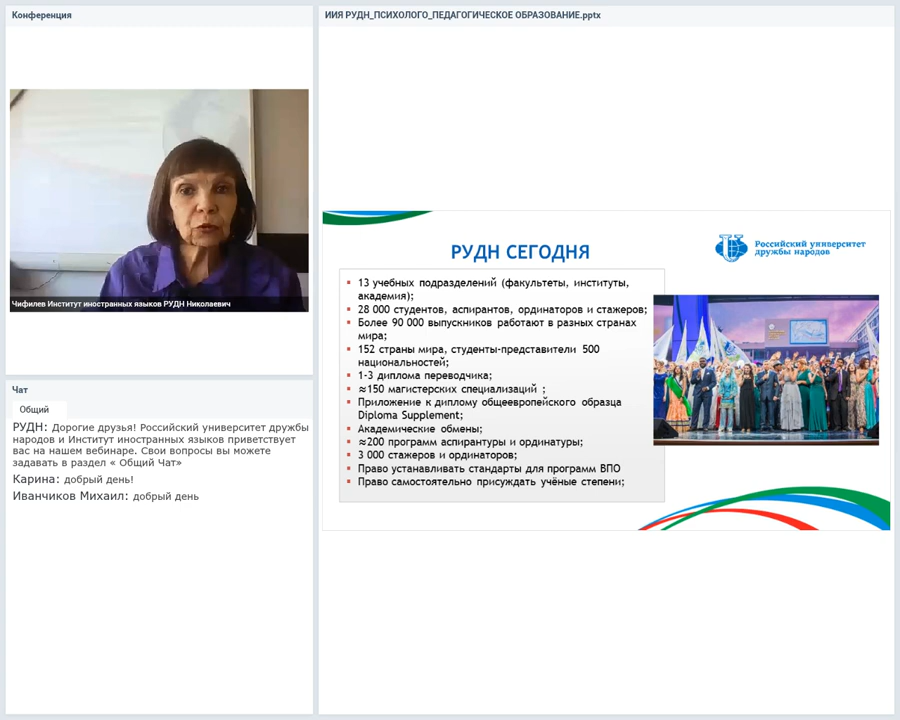 Конференция
Чифилев Институт иностранных языков РУДН Николаевич
Чат
Общий
РУДН: Дорогие друзья! Российский университет дружбы
народов и Институт иностранных языков приветствует
вас на нашем вебинаре. Свои вопросы вы можете
задавать в раздел « Общий Чат»
Карина: добрый день!
Иванчиков Михаил: добрый день
ИИЯ РУДН_ПСИХОЛОГО_ПЕДАГОГИЧЕСКОЕ ОБРАЗОВАНИЕ.pptx
РУДН СЕГОДНЯ
Российский университет
дружбы народов
13 учебных подразделений (факультеты, институты,
академия);
28 000 студентов, аспирантов, ординаторов и стажеров;
Более 90 000 выпускников работают в разных странах
мира;
152 страны мира, студенты-представители 500
национальностей;
1-3 диплома переводчика;
≈150 магистерских специализаций ;
Приложение к диплому общеевропейского образца
Diploma Supplement;
Академические обмены;
≈200 программ аспирантуры и ординатуры;
3 000 стажеров и ординаторов;
Право устанавливать стандарты для программ ВПО
Право самостоятельно присуждать учёные степени;